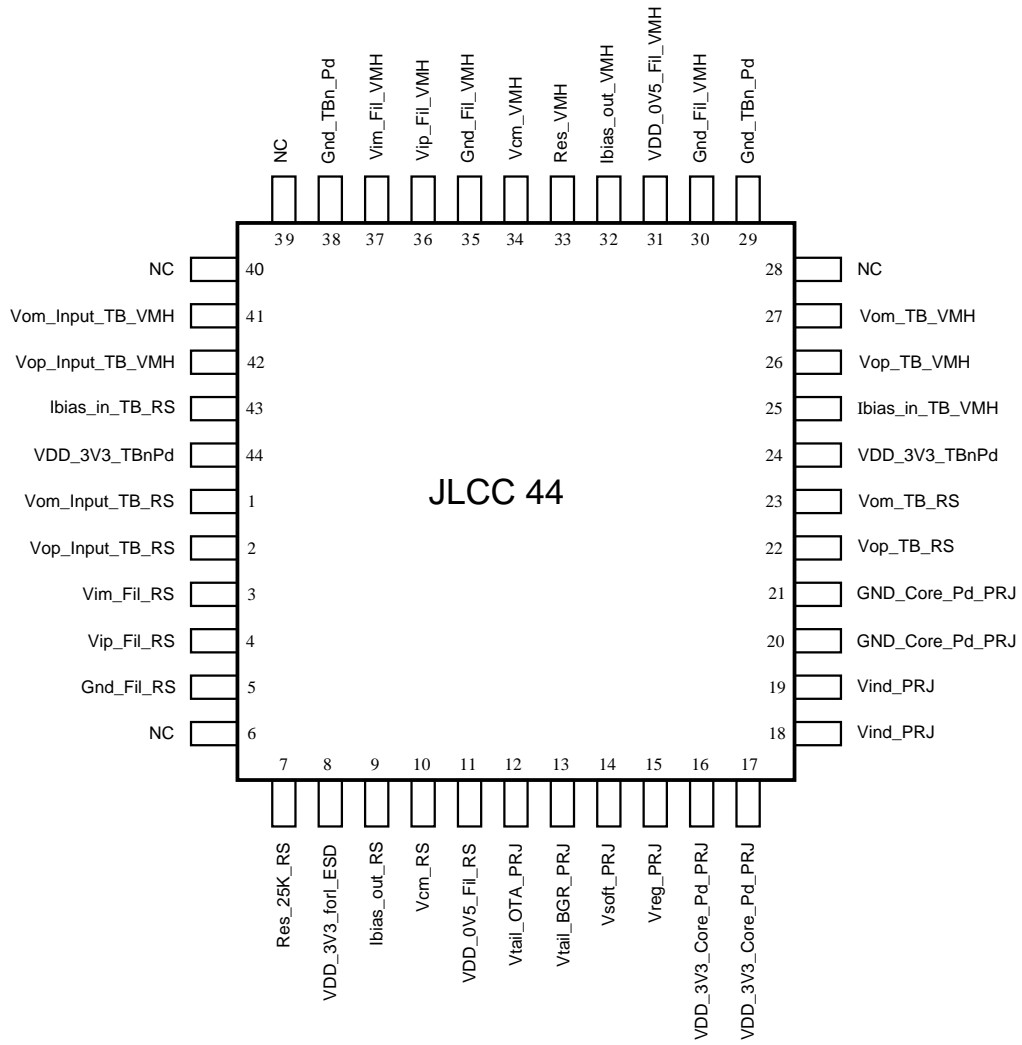 NC
Gnd_TBn_Pd
Vim_Fil_VMH
Vip_Fil_VMH
Gnd_Fil_VMH
Vcm_VMH
Res_VMH
Ibias_out_VMH
VDD_0V5_Fil_VMH
Gnd_Fil_VMH
Gnd_TBn_Pd
39 38 37 36 35 34 33 32 31 30 29
NC 40 28 NC
Vom_Input_TB_VMH 41 27 Vom_TB_VMH
Vop_Input_TB_VMH 42 26 Vop_TB_VMH
Ibias_in_TB_RS 43 25 Ibias_in_TB_VMH
VDD_3V3_TBnPd 44 24 VDD_3V3_TBnPd
JLCC 44
Vom_Input_TB_RS 1 23 Vom_TB_RS
Vop_Input_TB_RS 2 22 Vop_TB_RS
Vim_Fil_RS 3 21 GND_Core_Pd_PRJ
Vip_Fil_RS 4 20 GND_Core_Pd_PRJ
Gnd_Fil_RS 5 19 Vind_PRJ
NC 6 18 Vind_PRJ
7 8 9 10 11 12 13 14 15 16 17
Res_25K_RS
VDD_3V3_forI_ESD
Ibias_out_RS
Vcm_RS
VDD_0V5_Fil_RS
Vtail_OTA_PRJ
Vtail_BGR_PRJ
Vsoft_PRJ
Vreg_PRJ
VDD_3V3_Core_Pd_PRJ
VDD_3V3_Core_Pd_PRJ